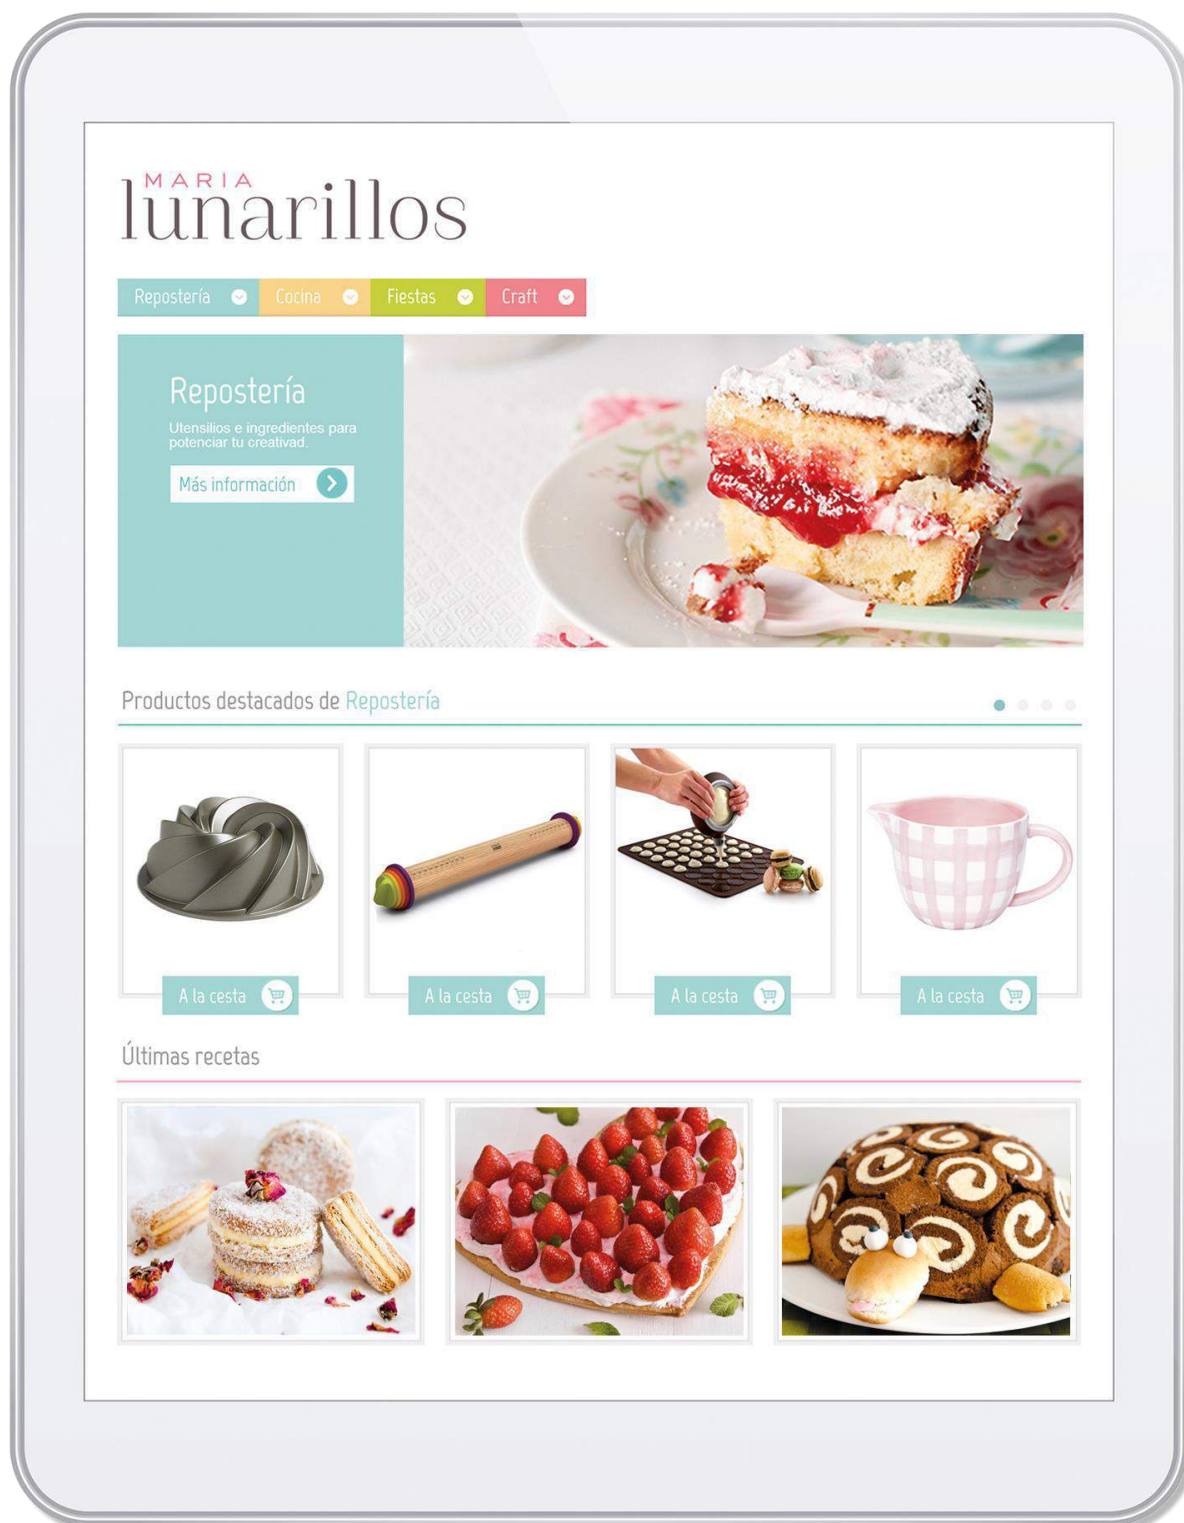 MARIA
lunarillos
Repostería
Cocina
Fiestas
Craft
Repostería
Utensilios e ingredientes para
potenciar tu creativad.
Más información
Productos destacados de Repostería
A la cesta
A la cesta
A la cesta
A la cesta
Últimas recetas